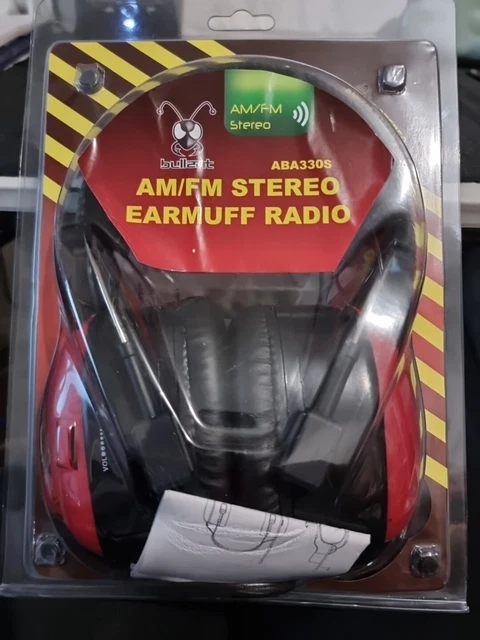 AM/FM
Stereo
bullant
ABA330S
AM/FM STEREO
EARMUFF RADIO
VOL